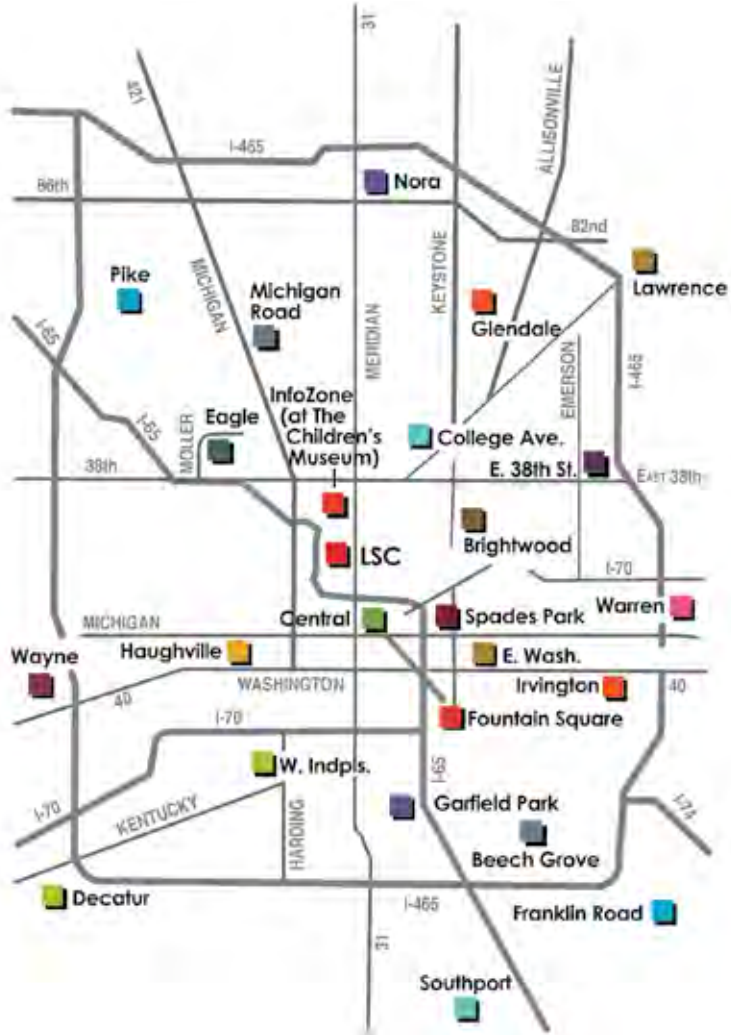 31
421
ALLISONVILLE
I-465
86th
Nora
82nd
KEYSTONE
Lawrence
Pike
MICHIGAN
Michigan
Road
MERIDIAN
Glendale
I-65
EMERSON
I-465
InfoZone
(at The
Children's
Museum)
I-65
MOLLER
Eagle
College Ave.
38th
E. 38th St.
EAST 38th
Brightwood
LSC
I-70
Warren
Central
Spades Park
MICHIGAN
Haughville
E. Wash.
Wayne
WASHINGTON
Irvington
40
40
Fountain Square
I-70
W. Indpls.
I-65
I-70
KENTUCKY
HARDING
Garfield Park
I-74
Beech Grove
Decatur
I-465
Franklin Road
31
Southport